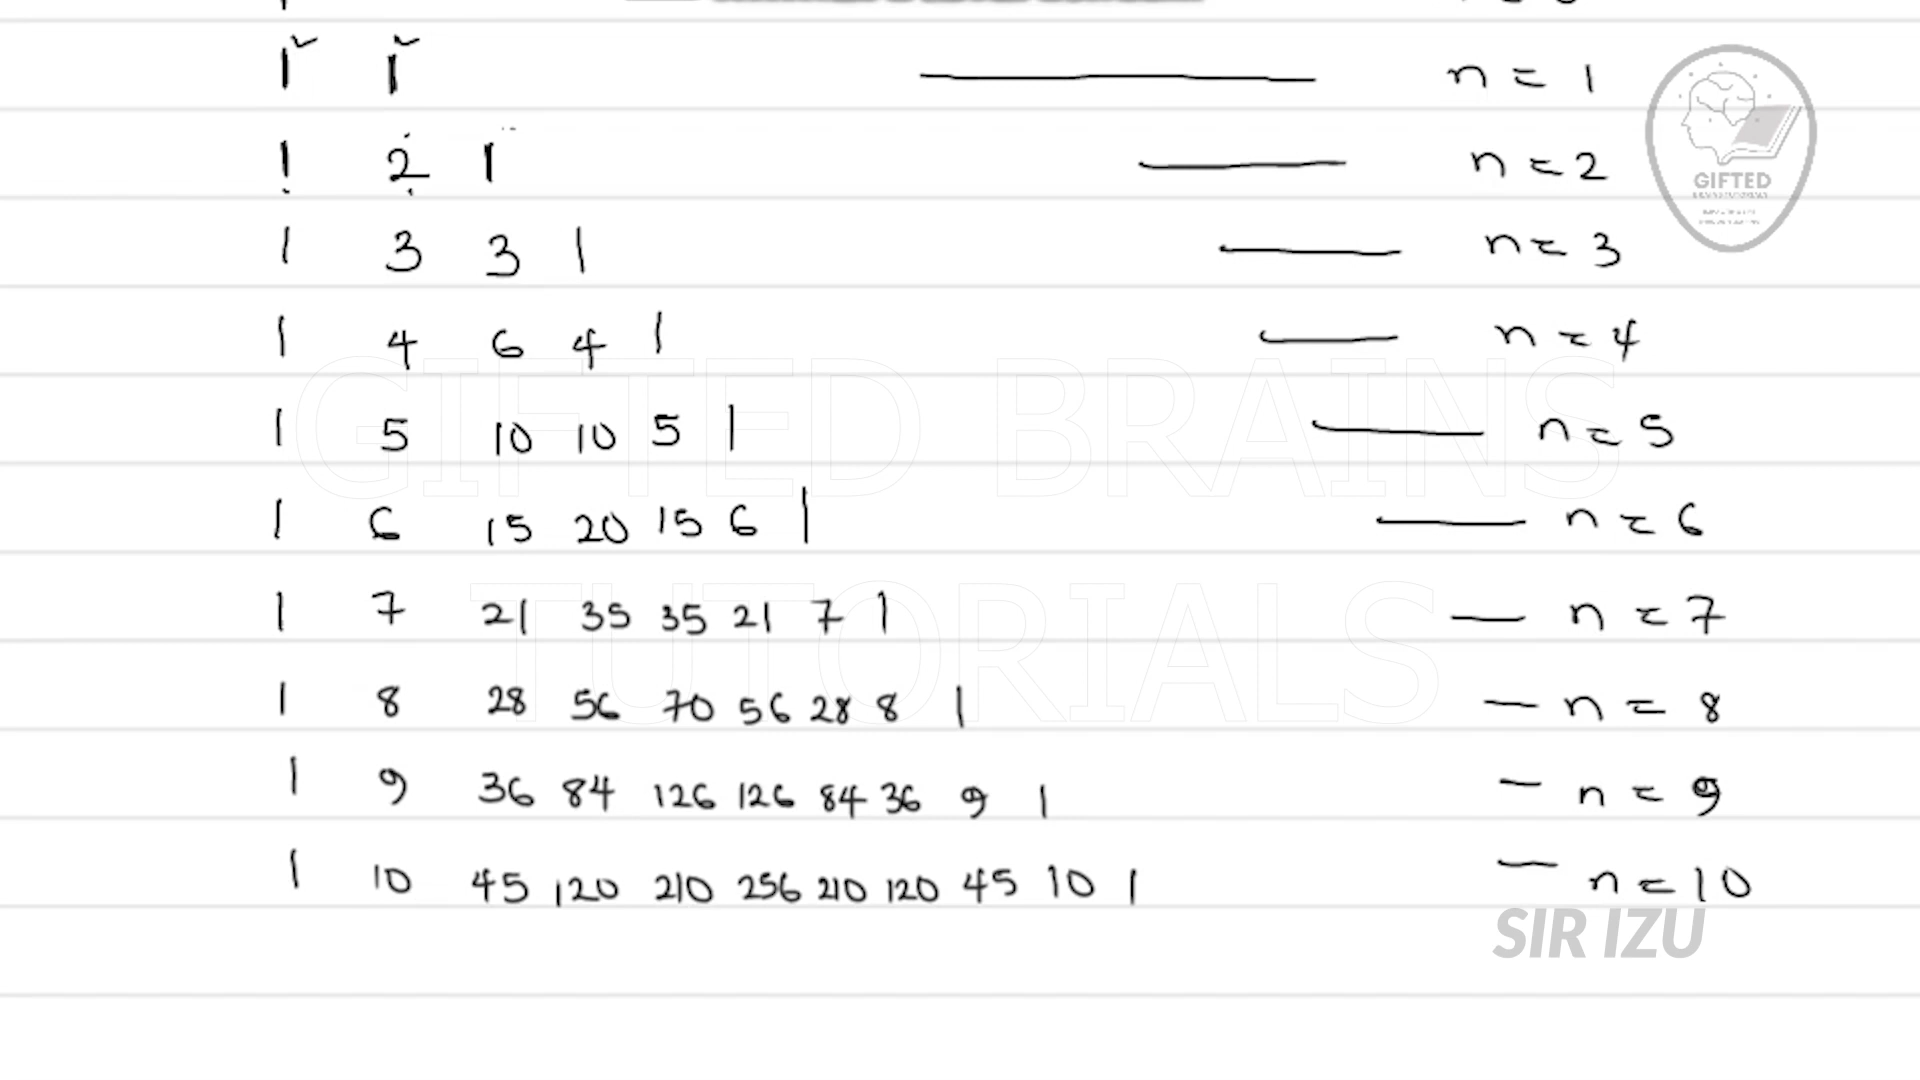 1 1 n = 1
1 2 1 n = 2
1 3 3 1 n = 3
1 4 6 4 1 n = 4
1 5 10 10 5 1 n = 5
1 6 15 20 15 6 1 n = 6
1 7 21 35 35 21 7 1 n = 7
1 8 28 56 70 56 28 8 1 n = 8
1 9 36 84 126 126 84 36 9 1 n = 9
1 10 45 120 210 256 210 120 45 10 1 n = 10
GIFTED
GIFTED BRAINS
TUTORIALS
SIR IZU